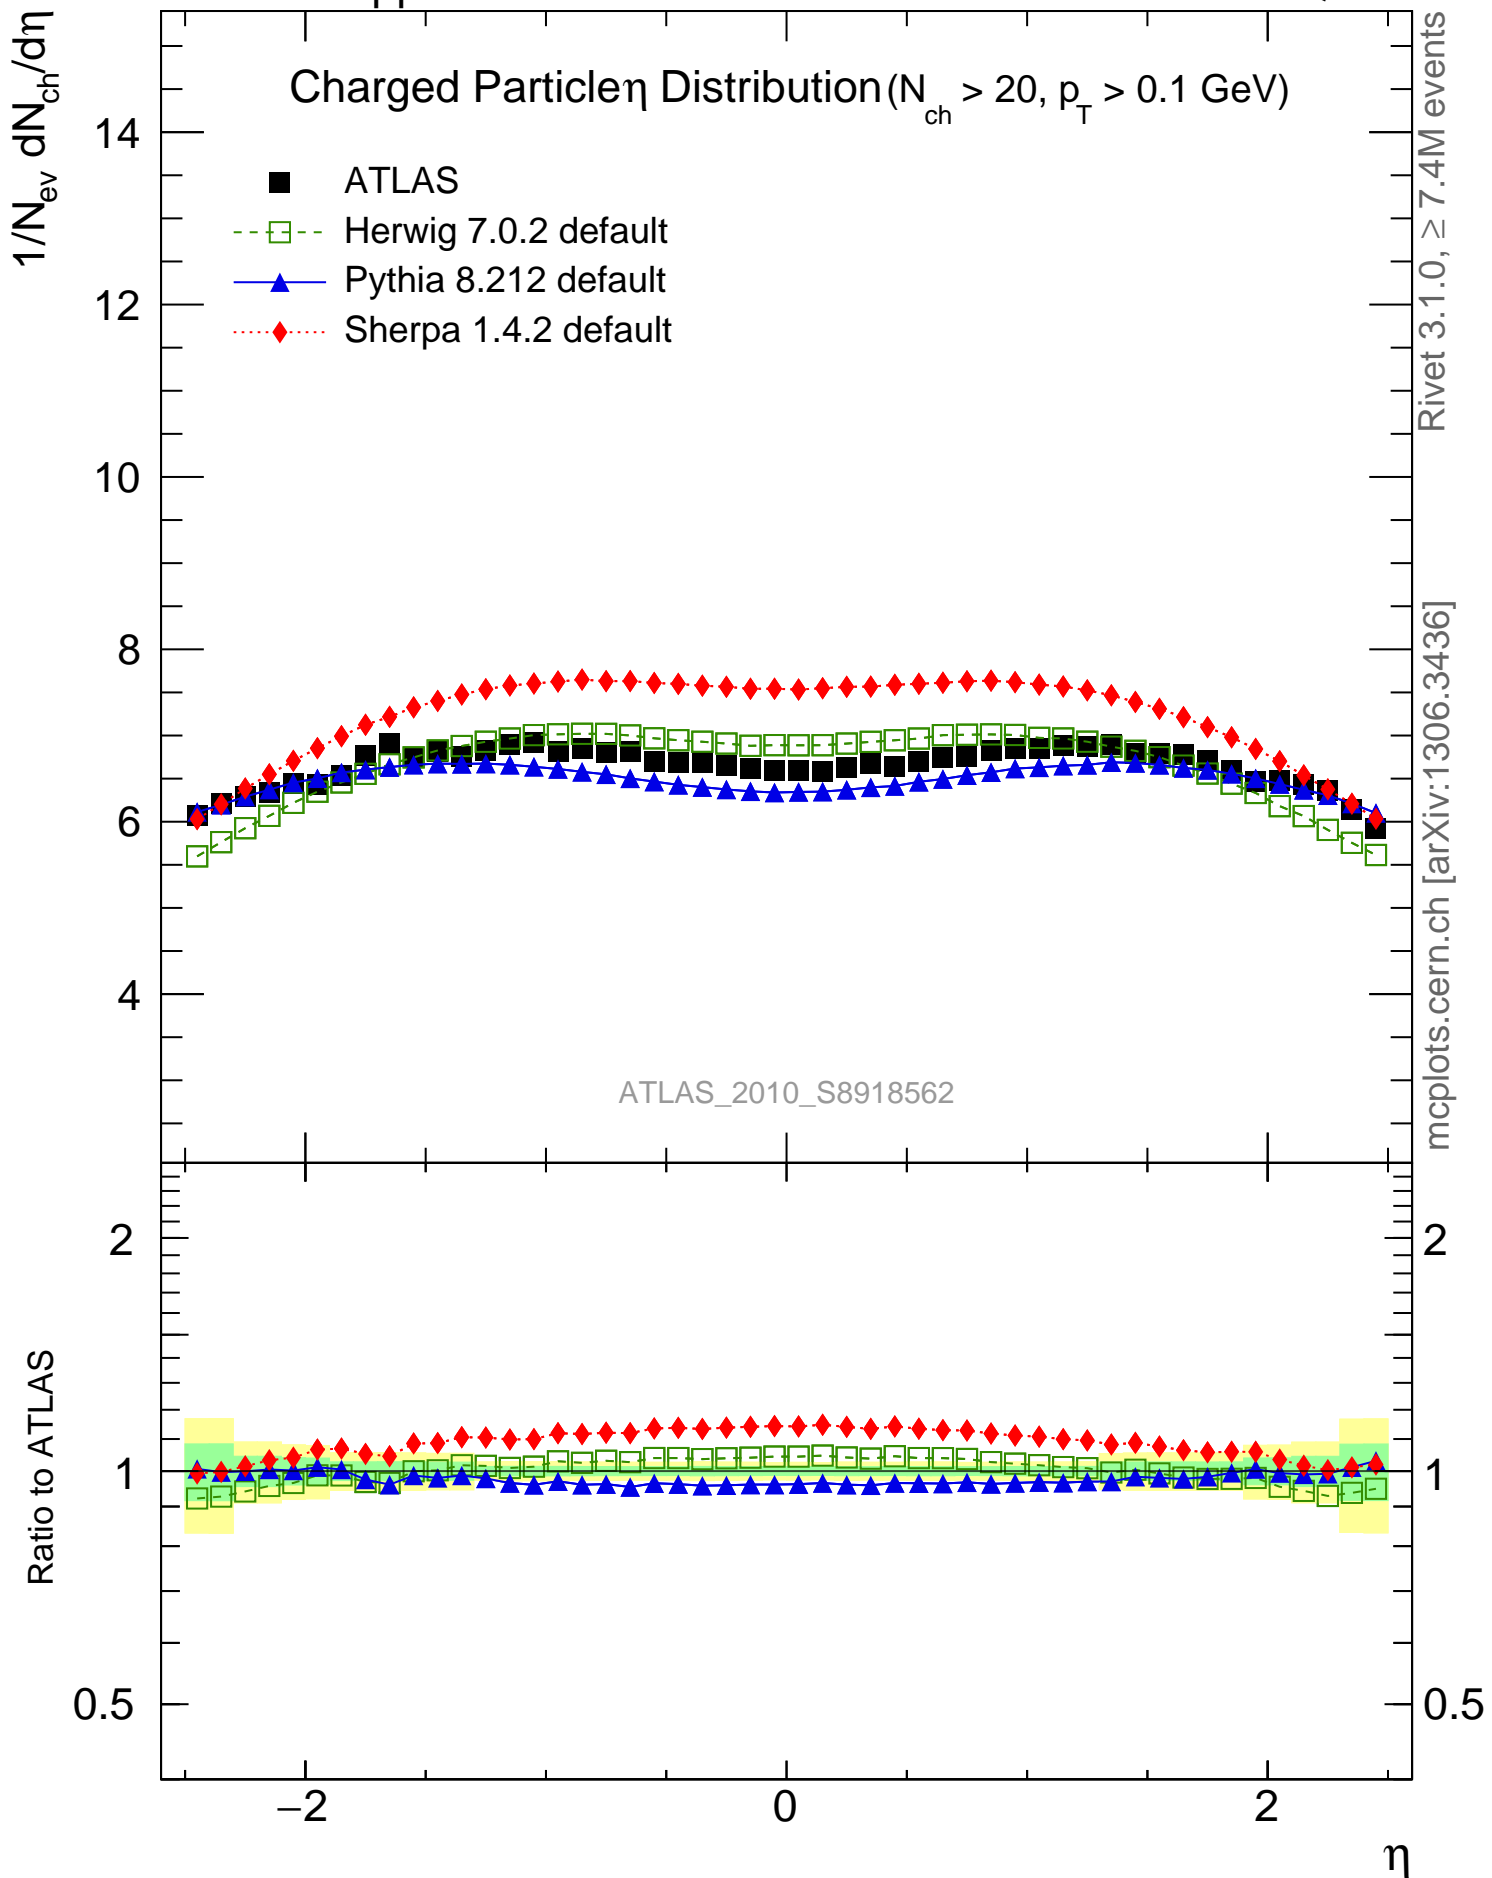 pp
1/N_ev dN_ch/dη
Charged Particleη Distribution (N_ch > 20, p_T > 0.1 GeV)
ATLAS
Herwig 7.0.2 default
Pythia 8.212 default
Sherpa 1.4.2 default
14
12
10
8
6
4
ATLAS_2010_S8918562
Rivet 3.1.0, ≥ 7.4M events
mcplots.cern.ch [arXiv:1306.3436]
Ratio to ATLAS
2
1
0.5
2
1
0.5
−2
0
2
η